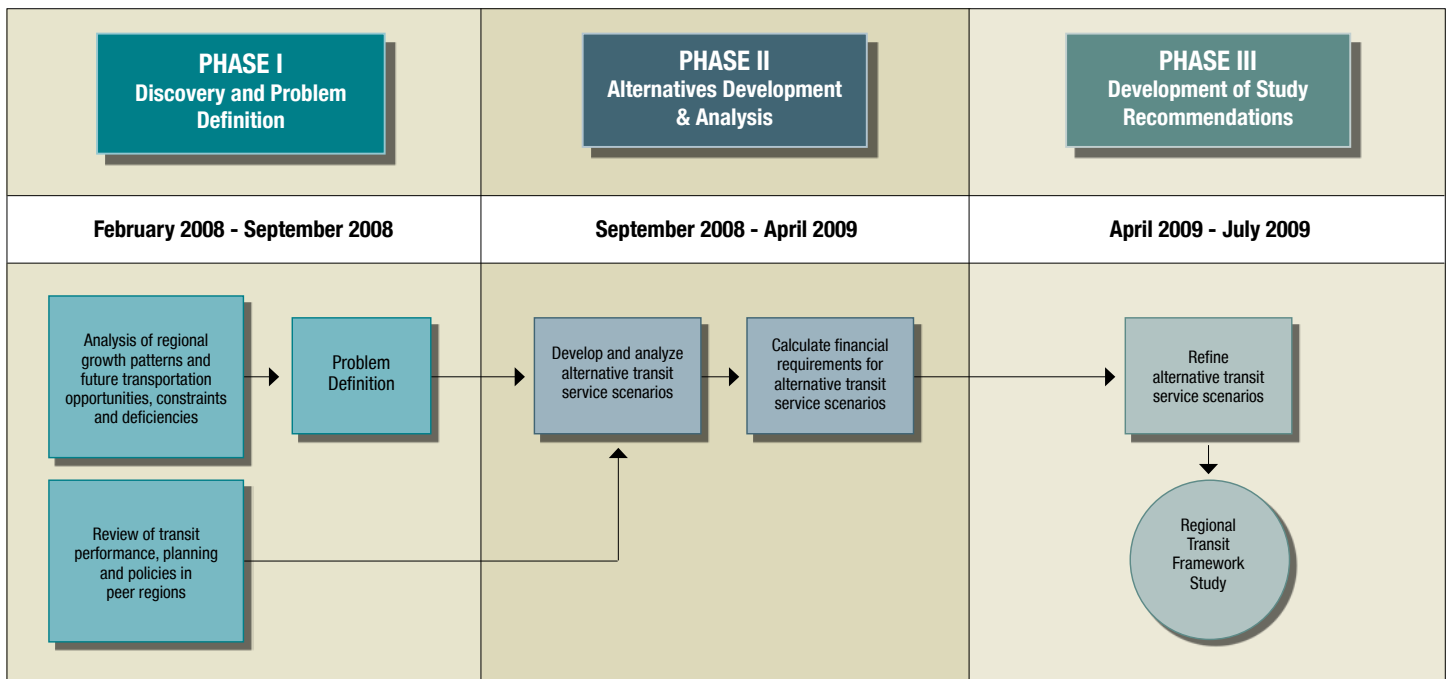 PHASE I
Discovery and Problem
Definition
PHASE II
Alternatives Development
& Analysis
PHASE III
Development of Study
Recommendations
February 2008 - September 2008
September 2008 - April 2009
April 2009 - July 2009
Analysis of regional
growth patterns and
future transportation
opportunities, constraints
and deficiencies
Problem
Definition
Review of transit
performance, planning
and policies in
peer regions
Develop and analyze
alternative transit
service scenarios
Calculate financial
requirements for
alternative transit
service scenarios
Refine
alternative transit
service scenarios
Regional
Transit
Framework
Study